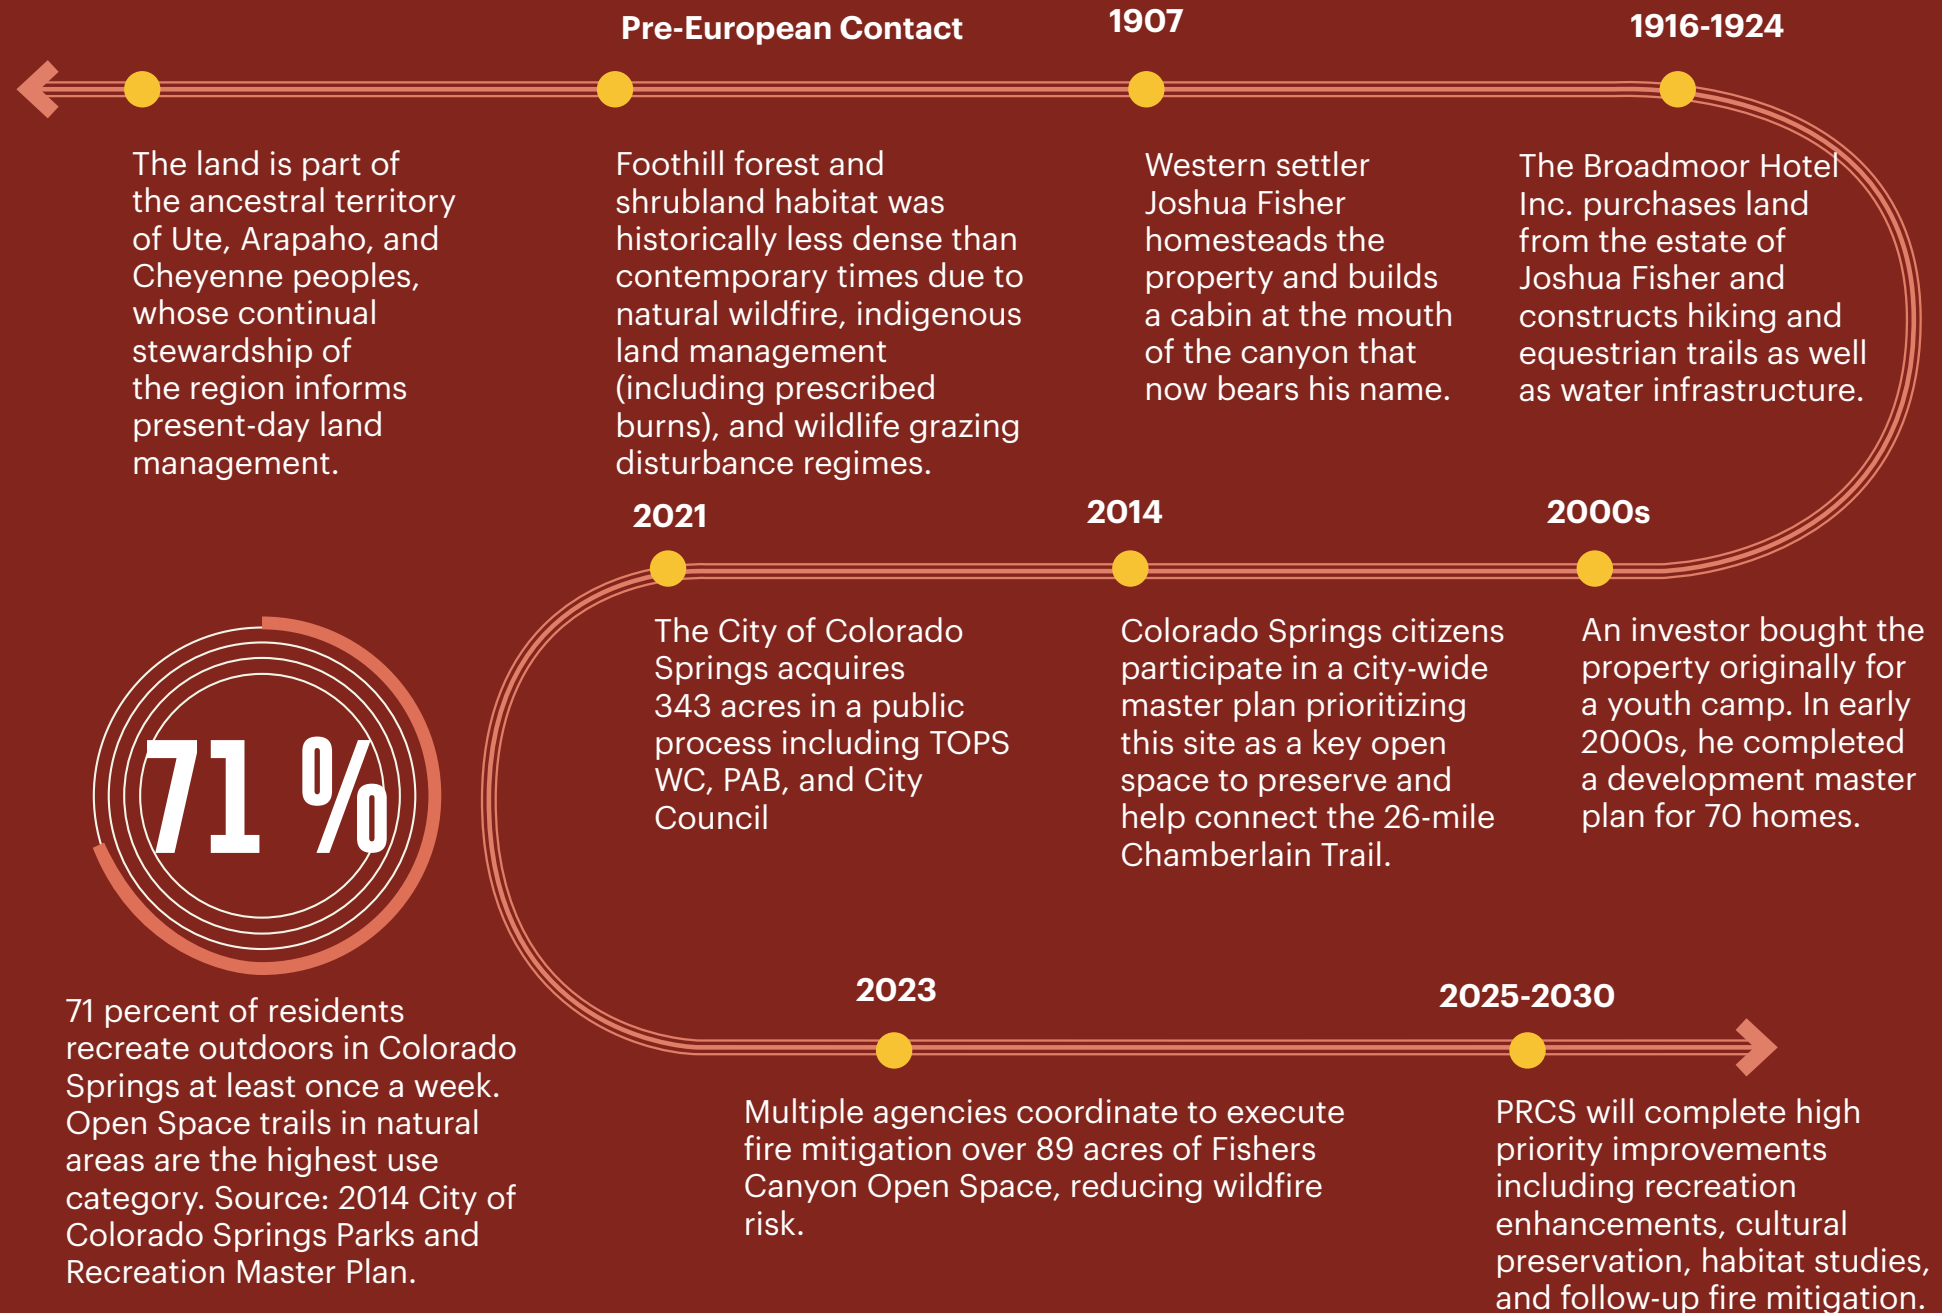 The land is part of
the ancestral territory
of Ute, Arapaho, and
Cheyenne peoples,
whose continual
stewardship of
the region informs
present-day land
management.
Pre-European Contact
Foothill forest and
shrubland habitat was
historically less dense than
contemporary times due to
natural wildfire, indigenous
land management
(including prescribed
burns), and wildlife grazing
disturbance regimes.
1907
Western settler
Joshua Fisher
homesteads the
property and builds
a cabin at the mouth
of the canyon that
now bears his name.
1916-1924
The Broadmoor Hotel
Inc. purchases land
from the estate of
Joshua Fisher and
constructs hiking and
equestrian trails as well
as water infrastructure.
2000s
An investor bought the
property originally for
a youth camp. In early
2000s, he completed
a development master
plan for 70 homes.
2014
Colorado Springs citizens
participate in a city-wide
master plan prioritizing
this site as a key open
space to preserve and
help connect the 26-mile
Chamberlain Trail.
2021
The City of Colorado
Springs acquires
343 acres in a public
process including TOPS
WC, PAB, and City
Council
71 %
71 percent of residents
recreate outdoors in Colorado
Springs at least once a week.
Open Space trails in natural
areas are the highest use
category. Source: 2014 City of
Colorado Springs Parks and
Recreation Master Plan.
2023
Multiple agencies coordinate to execute
fire mitigation over 89 acres of Fishers
Canyon Open Space, reducing wildfire
risk.
2025-2030
PRCS will complete high
priority improvements
including recreation
enhancements, cultural
preservation, habitat studies,
and follow-up fire mitigation.